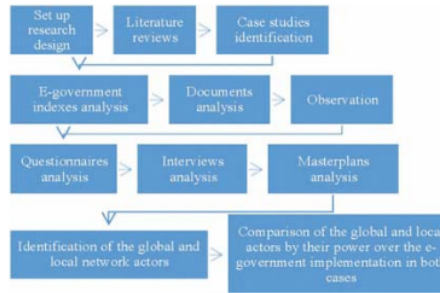 Set up
research
design
Literature
reviews
Case studies
identification
E-government
indexes analysis
Documents
analysis
Observation
Questionnaires
analysis
Interviews
analysis
Masterplans
analysis
Identification of the global and
local network actors
Comparison of the global and local
actors by their power over the e-
government implementation in both
cases